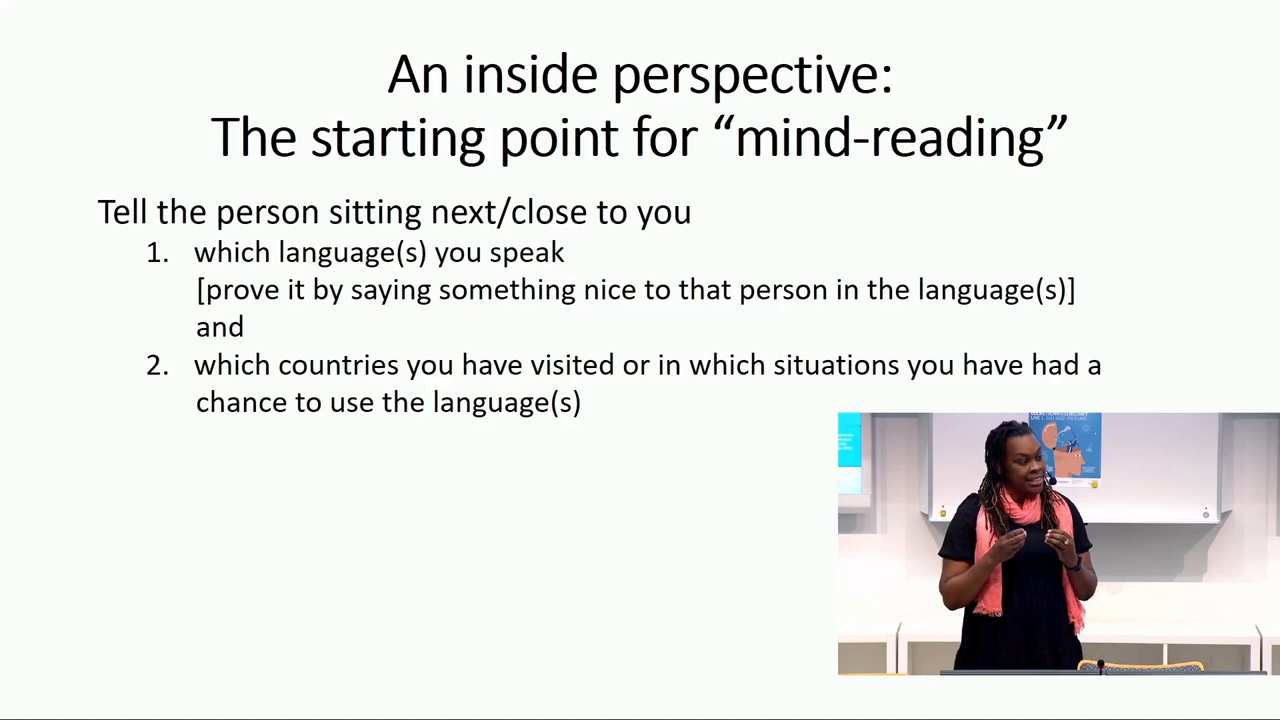 An inside perspective:
The starting point for “mind-reading”
Tell the person sitting next/close to you
1. which language(s) you speak
[prove it by saying something nice to that person in the language(s)]
and
2. which countries you have visited or in which situations you have had a
chance to use the language(s)